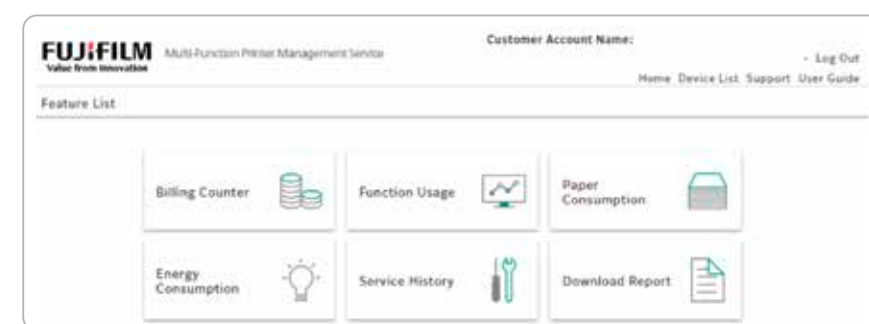 Customer Account Name:
FUJIFILM
Value from Innovation
Multi-Function Printer Management Service
- Log Out
Home Device List Support User Guide
Feature List
Billing Counter
Function Usage
Paper
Consumption
Energy
Consumption
Service History
Download Report